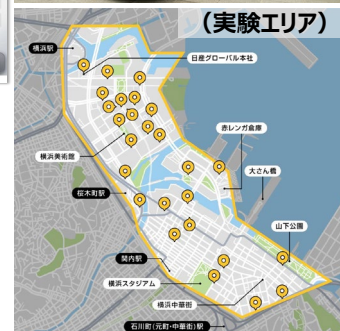 （実験エリア）
横浜駅
日産グローバル本社
赤レンガ倉庫
横浜美術館
大さん橋
桜木町駅
山下公園
関内駅
横浜スタジアム
横浜中華街
石川町(元町・中華街)駅